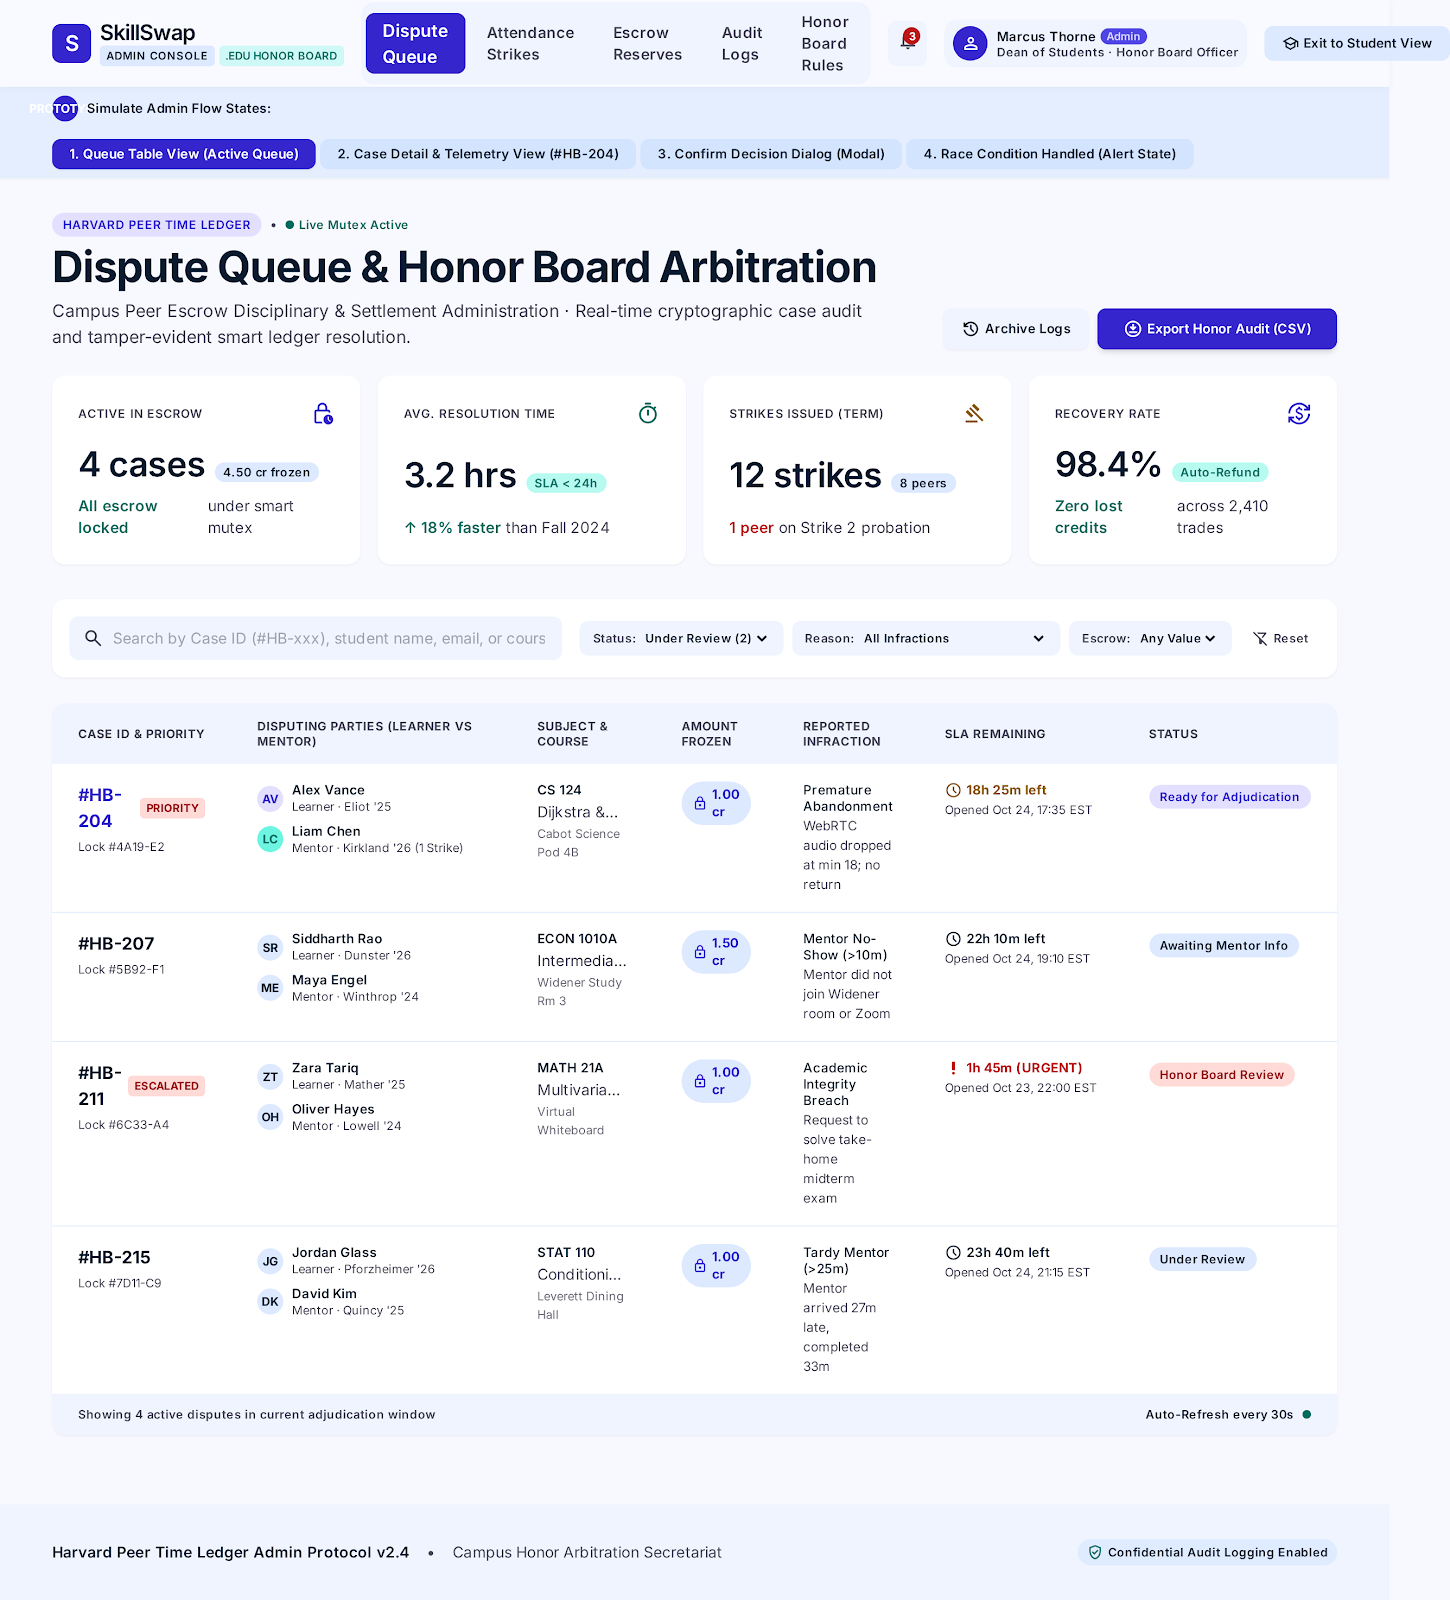 S
SkillSwap
ADMIN CONSOLE
.EDU HONOR BOARD
Dispute
Queue
Attendance
Strikes
Escrow
Reserves
Audit
Logs
Honor
Board
Rules
3
Marcus Thorne Admin
Dean of Students · Honor Board Officer
Exit to Student View
PROTOT
Simulate Admin Flow States:
1. Queue Table View (Active Queue)
2. Case Detail & Telemetry View (#HB-204)
3. Confirm Decision Dialog (Modal)
4. Race Condition Handled (Alert State)
HARVARD PEER TIME LEDGER • Live Mutex Active
Dispute Queue & Honor Board Arbitration
Campus Peer Escrow Disciplinary & Settlement Administration · Real-time cryptographic case audit
and tamper-evident smart ledger resolution.
Archive Logs
Export Honor Audit (CSV)
ACTIVE IN ESCROW
4 cases 4.50 cr frozen
All escrow
locked
under smart
mutex
AVG. RESOLUTION TIME
3.2 hrs SLA < 24h
↑ 18% faster than Fall 2024
STRIKES ISSUED (TERM)
12 strikes 8 peers
1 peer on Strike 2 probation
RECOVERY RATE
98.4% Auto-Refund
Zero lost
credits
across 2,410
trades
Search by Case ID (#HB-xxx), student name, email, or cours
Status: Under Review (2)
Reason: All Infractions
Escrow: Any Value
Reset
CASE ID & PRIORITY
DISPUTING PARTIES (LEARNER VS
MENTOR)
SUBJECT &
COURSE
AMOUNT
FROZEN
REPORTED
INFRACTION
SLA REMAINING
STATUS
#HB-
204
PRIORITY
Lock #4A19-E2
AV
Alex Vance
Learner · Eliot '25
LC
Liam Chen
Mentor · Kirkland '26 (1 Strike)
CS 124
Dijkstra &...
Cabot Science
Pod 4B
1.00
cr
Premature
Abandonment
WebRTC
audio dropped
at min 18; no
return
18h 25m left
Opened Oct 24, 17:35 EST
Ready for Adjudication
#HB-207
Lock #5B92-F1
SR
Siddharth Rao
Learner · Dunster '26
ME
Maya Engel
Mentor · Winthrop '24
ECON 1010A
Intermedia...
Widener Study
Rm 3
1.50
cr
Mentor No-
Show (>10m)
Mentor did not
join Widener
room or Zoom
22h 10m left
Opened Oct 24, 19:10 EST
Awaiting Mentor Info
#HB-
211
ESCALATED
Lock #6C33-A4
ZT
Zara Tariq
Learner · Mather '25
OH
Oliver Hayes
Mentor · Lowell '24
MATH 21A
Multivaria...
Virtual
Whiteboard
1.00
cr
Academic
Integrity
Breach
Request to
solve take-
home
midterm
exam
1h 45m (URGENT)
Opened Oct 23, 22:00 EST
Honor Board Review
#HB-215
Lock #7D11-C9
JG
Jordan Glass
Learner · Pforzheimer '26
DK
David Kim
Mentor · Quincy '25
STAT 110
Conditioni...
Leverett Dining
Hall
1.00
cr
Tardy Mentor
(>25m)
Mentor
arrived 27m
late,
completed
33m
23h 40m left
Opened Oct 24, 21:15 EST
Under Review
Showing 4 active disputes in current adjudication window
Auto-Refresh every 30s
Harvard Peer Time Ledger Admin Protocol v2.4 • Campus Honor Arbitration Secretariat
Confidential Audit Logging Enabled